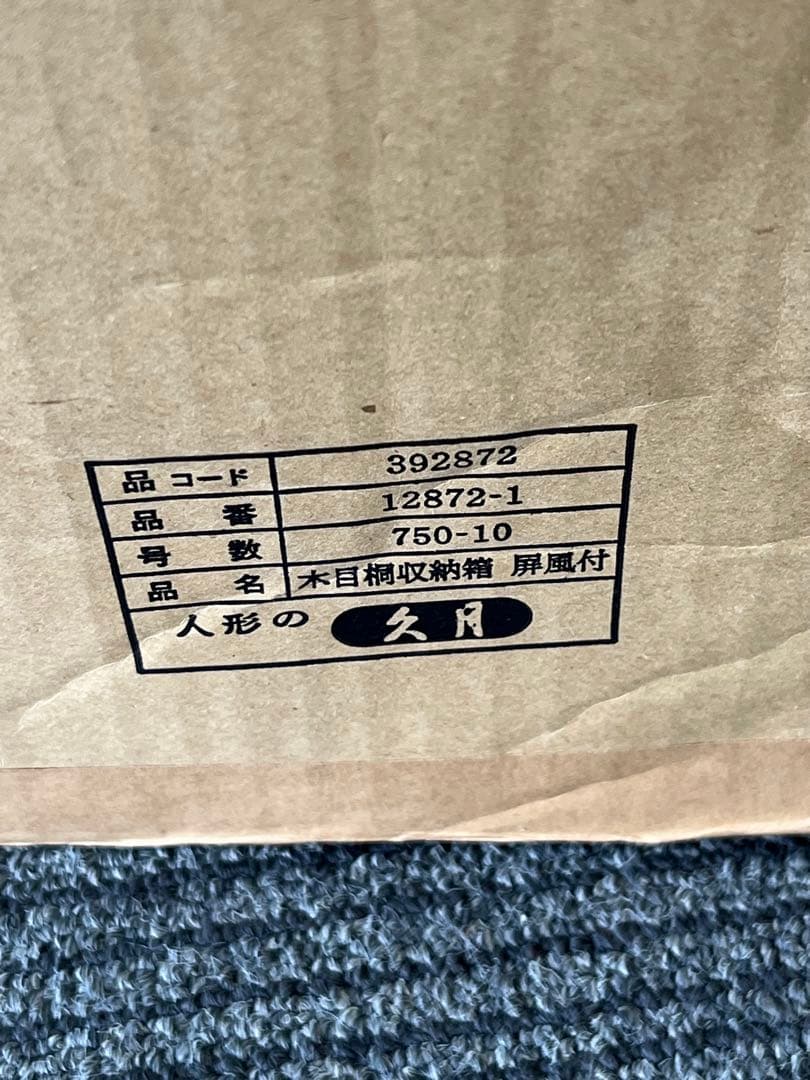 品コード 392872
品番 12872-1
号数 750-10
品名 木目桐収納箱 屏風付
人形の 久月